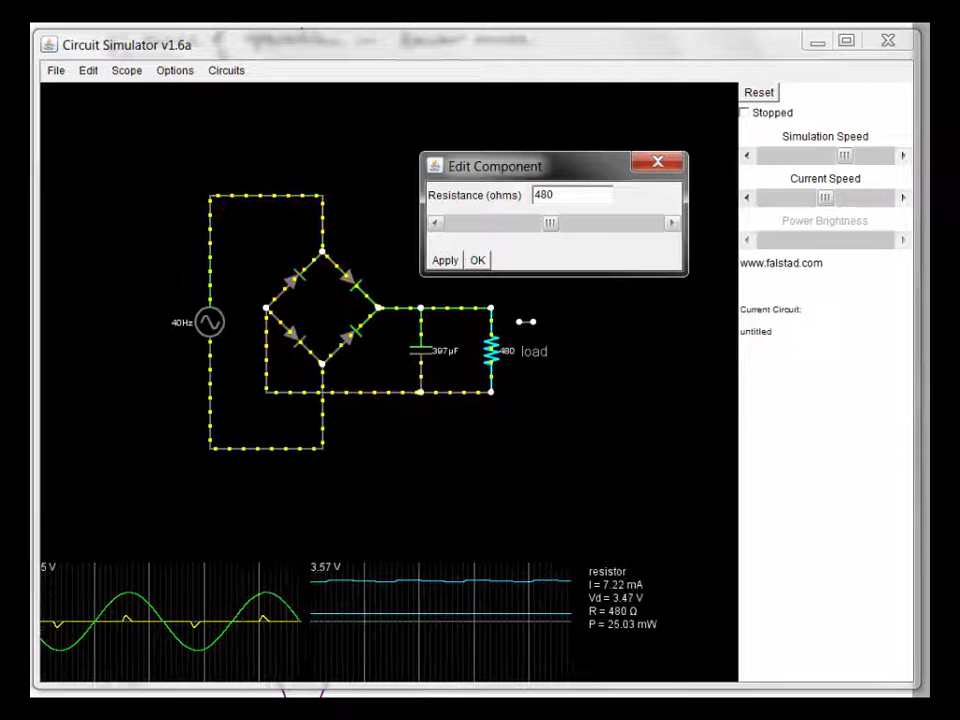 Circuit Simulator v1.6a
File Edit Scope Options Circuits
Reset
Stopped
Simulation Speed
Current Speed
Power Brightness
www.falstad.com
Current Circuit:
untitled
Edit Component
Resistance (ohms) 480
Apply OK
40Hz
397μF
480 load
5 V
3.57 V
resistor
I = 7.22 mA
Vd = 3.47 V
R = 480 Ω
P = 25.03 mW